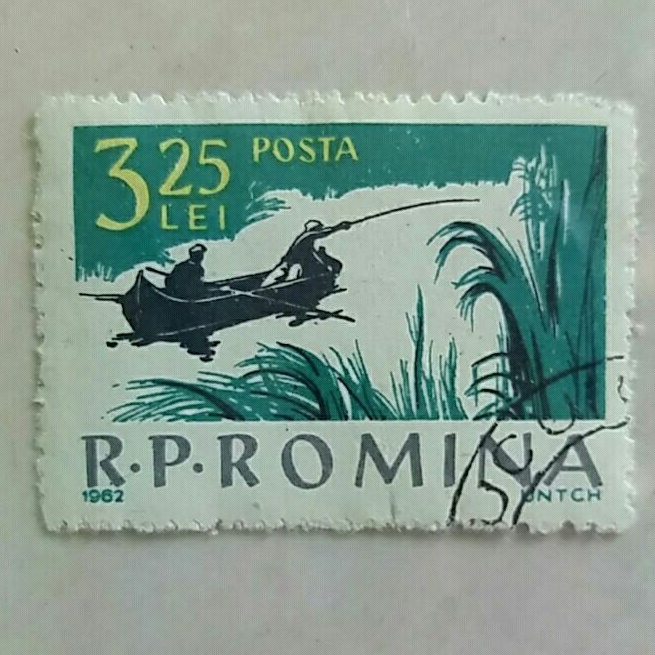 3 25 POSTA
LEI
R·P·ROMINA
1962 UNTCH